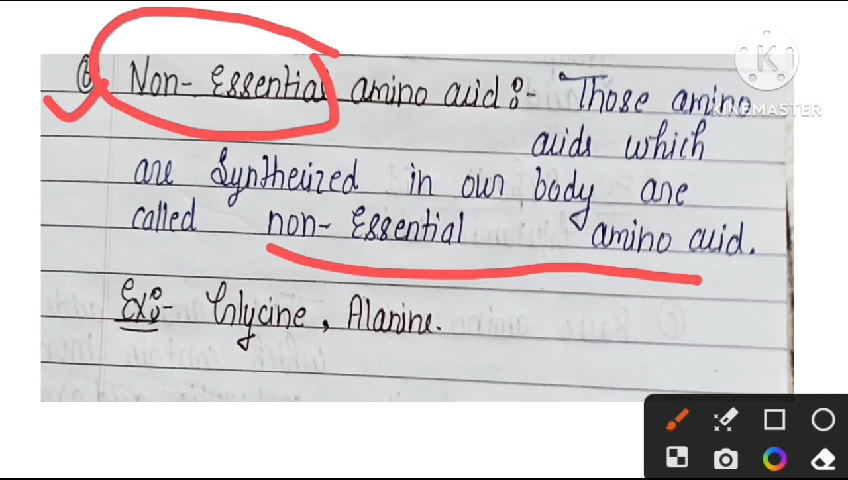 Non-Essential amino acid :- Those amino
acids which
are synthesized in our body are
called non-Essential amino acid.
Ex:- Glycine, Alanine.
KINEMASTER